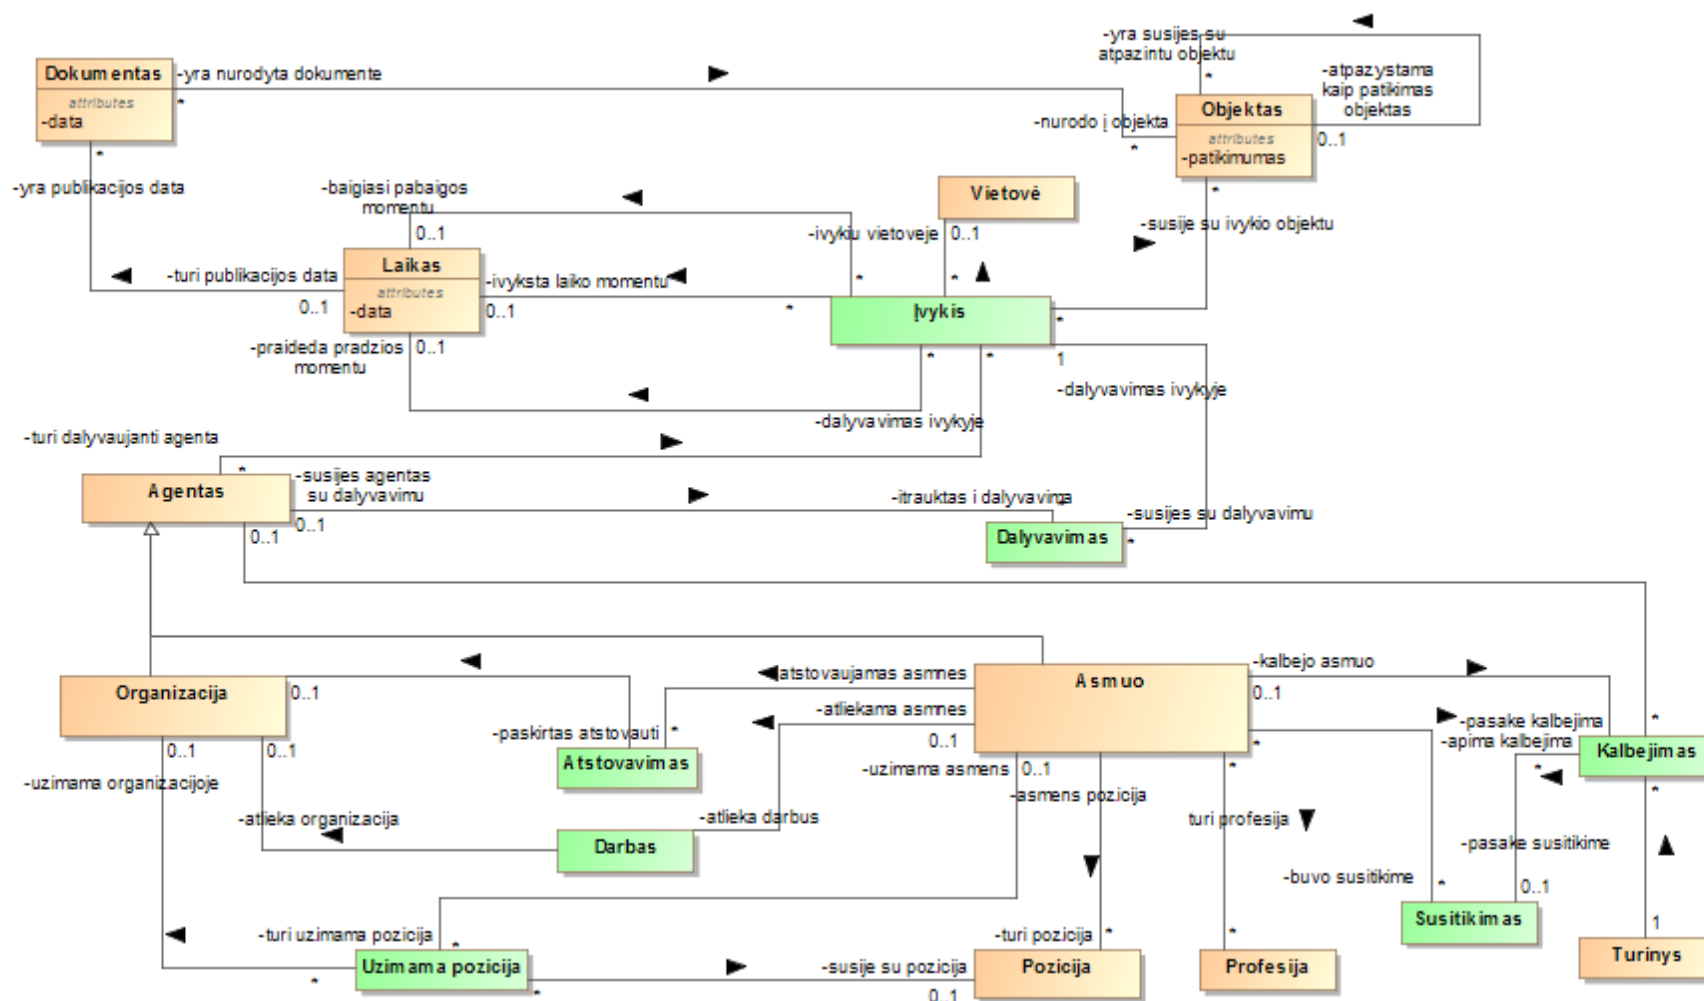 -yra susijes su
atpazintu objektu
Dokumentas
-yra nurodyta dokumente
*
attributes
-data
*
-atpazystama
kaip patikimas
objektas
0..1
*
Objektas
attributes
-patikimumas
-nurodo į objekta
*
*
-yra publikacijos data
-baigiasi pabaigos
momentu
0..1
Vietovė
-ivykiu vietoveje
0..1
*
-susije su ivykio objektu
Laikas
attributes
-data
-turi publikacijos data
0..1
-ivyksta laiko momentu
0..1
*
*
Įvykis
*
-praideda pradzios
momentu
0..1
*
*
1
-dalyvavimas ivykyje
-dalyvavimas ivykyje
-turi dalyvaujanti agenta
*
Agentas
-susijes agentas
su dalyvavimu
0..1
0..1
-itrauktas i dalyvavima
*
Dalyvavimas
-susijes su dalyvavimu
*
Organizacija
0..1
-atstovaujamas asmnes
-atliekama asmnes
0..1
Asmuo
-kalbejo asmuo
0..1
-paskirtas atstovauti
*
Atstovavimas
*
-pasake kalbejima
-apima kalbejima
*
*
Kalbejimas
*
0..1
0..1
-uzimama organizacijoje
-uzimama asmens
0..1
-asmens pozicija
*
-atlieka organizacija
-atlieka darbus
Darbas
turi profesija
-pasake susitikime
-buvo susitikime
*
0..1
Susitikimas
1
Turinys
-turi uzimama pozicija
*
Uzimama pozicija
*
*
-susije su pozicija
0..1
-turi pozicija
*
Pozicija
*
Profesija